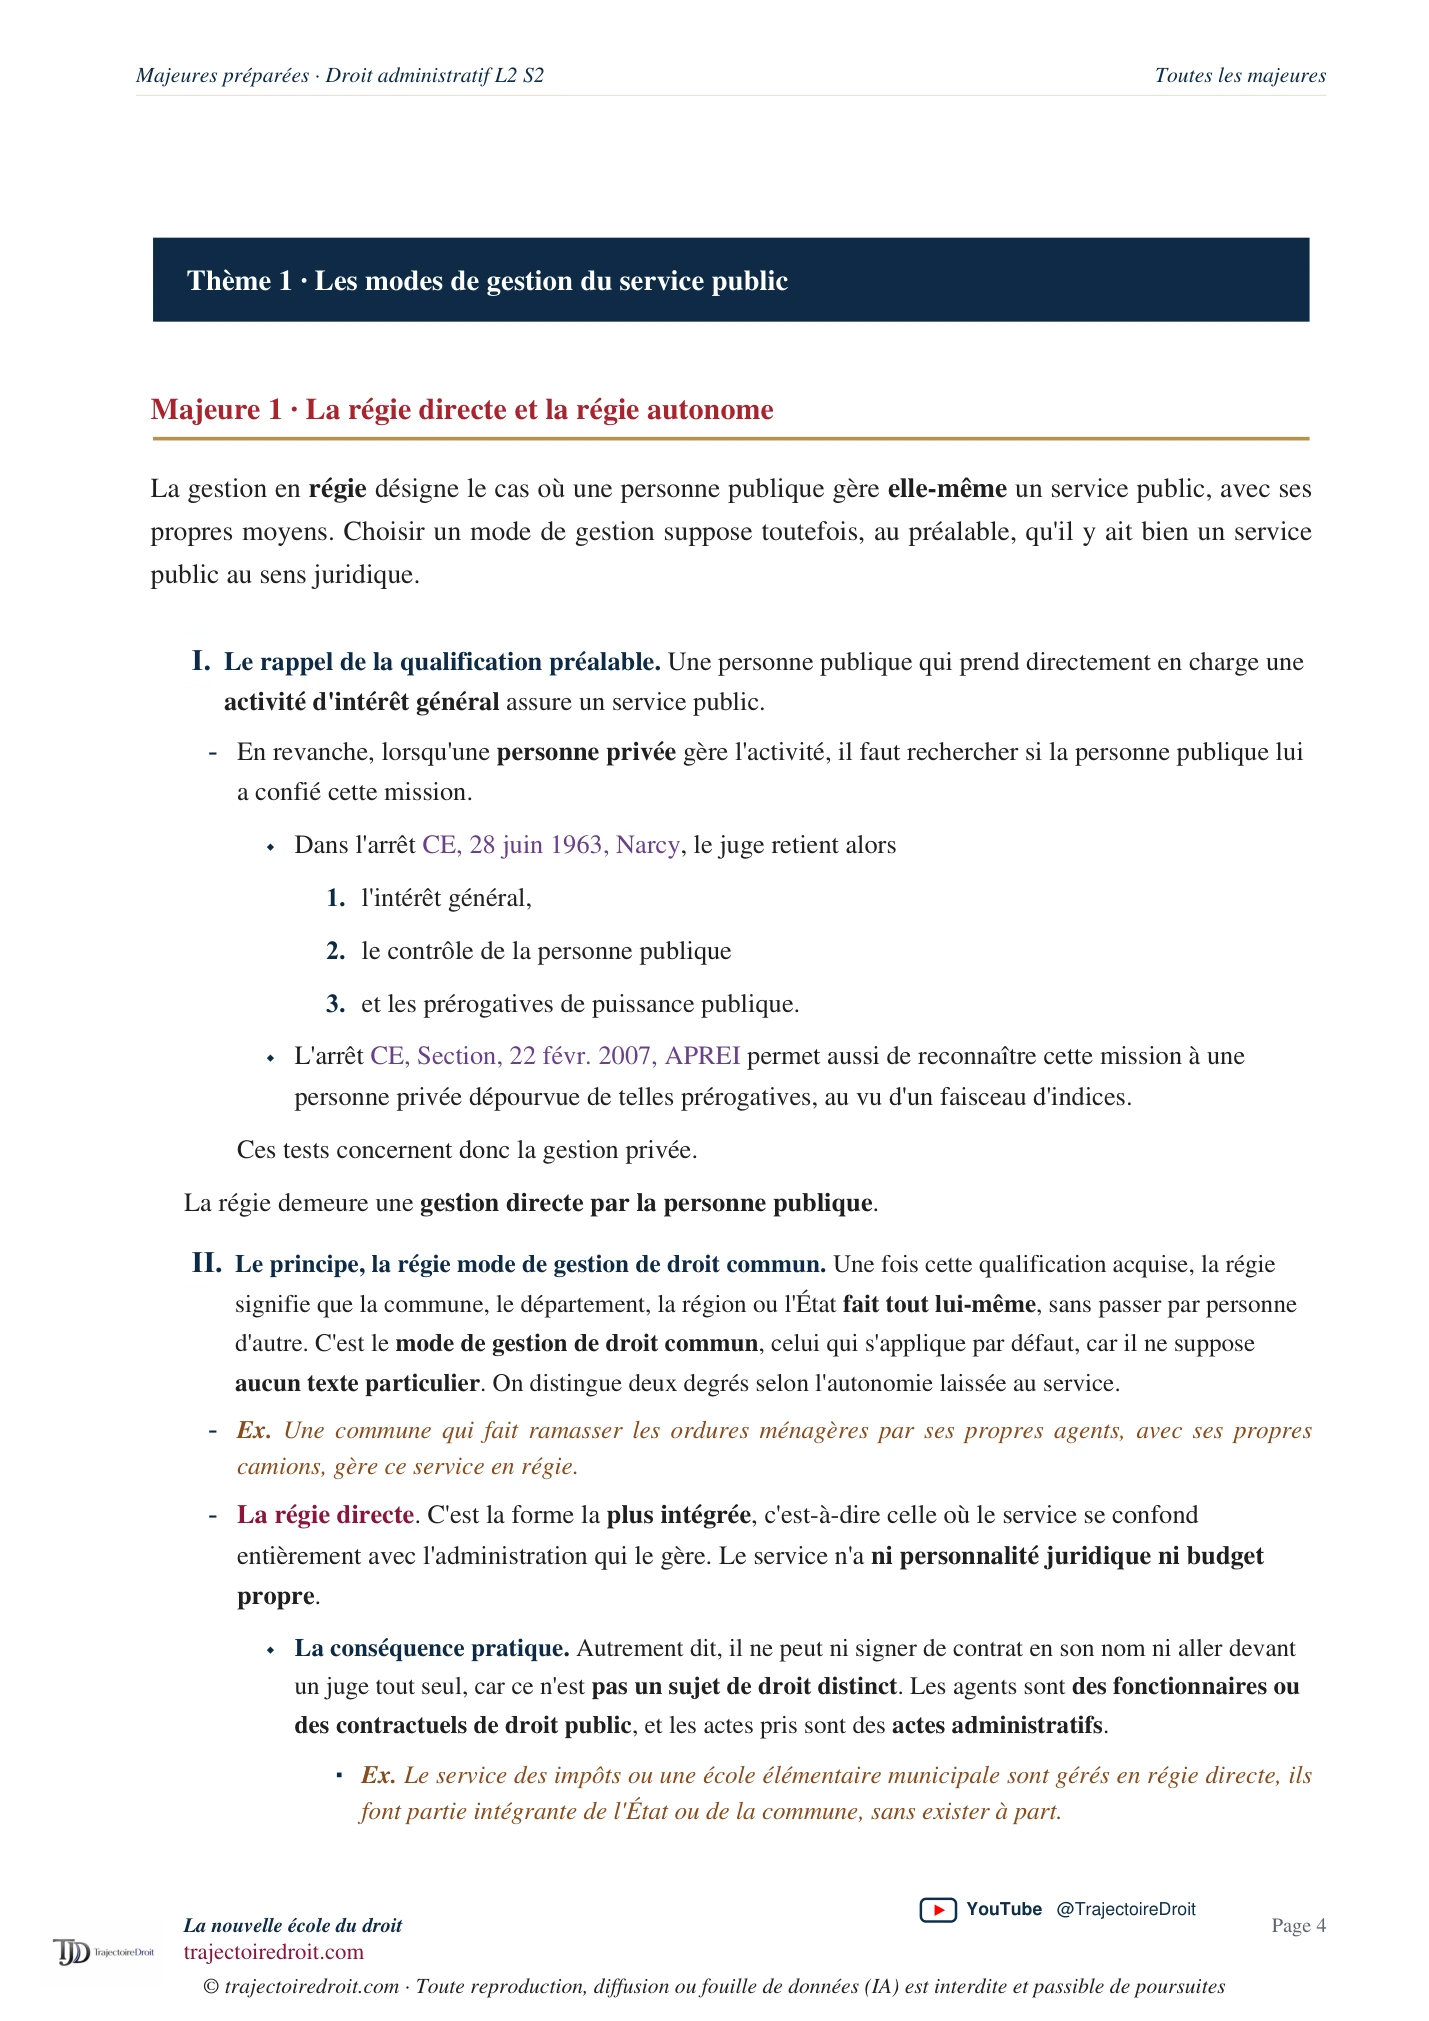 Majeures préparées · Droit administratif L2 S2
Toutes les majeures
Thème 1 · Les modes de gestion du service public
Majeure 1 · La régie directe et la régie autonome
La gestion en régie désigne le cas où une personne publique gère elle-même un service public, avec ses
propres moyens. Choisir un mode de gestion suppose toutefois, au préalable, qu'il y ait bien un service
public au sens juridique.
I. Le rappel de la qualification préalable. Une personne publique qui prend directement en charge une
activité d'intérêt général assure un service public.
- En revanche, lorsqu'une personne privée gère l'activité, il faut rechercher si la personne publique lui
a confié cette mission.
⬩ Dans l'arrêt CE, 28 juin 1963, Narcy, le juge retient alors
1. l'intérêt général,
2. le contrôle de la personne publique
3. et les prérogatives de puissance publique.
⬩ L'arrêt CE, Section, 22 févr. 2007, APREI permet aussi de reconnaître cette mission à une
personne privée dépourvue de telles prérogatives, au vu d'un faisceau d'indices.
Ces tests concernent donc la gestion privée.
La régie demeure une gestion directe par la personne publique.
II. Le principe, la régie mode de gestion de droit commun. Une fois cette qualification acquise, la régie
signifie que la commune, le département, la région ou l'État fait tout lui-même, sans passer par personne
d'autre. C'est le mode de gestion de droit commun, celui qui s'applique par défaut, car il ne suppose
aucun texte particulier. On distingue deux degrés selon l'autonomie laissée au service.
- Ex. Une commune qui fait ramasser les ordures ménagères par ses propres agents, avec ses propres
camions, gère ce service en régie.
- La régie directe. C'est la forme la plus intégrée, c'est-à-dire celle où le service se confond
entièrement avec l'administration qui le gère. Le service n'a ni personnalité juridique ni budget
propre.
⬩ La conséquence pratique. Autrement dit, il ne peut ni signer de contrat en son nom ni aller devant
un juge tout seul, car ce n'est pas un sujet de droit distinct. Les agents sont des fonctionnaires ou
des contractuels de droit public, et les actes pris sont des actes administratifs.
▪ Ex. Le service des impôts ou une école élémentaire municipale sont gérés en régie directe, ils
font partie intégrante de l'État ou de la commune, sans exister à part.
YouTube @TrajectoireDroit
La nouvelle école du droit
Page 4
TJD TrajectoireDroit
trajectoiredroit.com
© trajectoiredroit.com · Toute reproduction, diffusion ou fouille de données (IA) est interdite et passible de poursuites